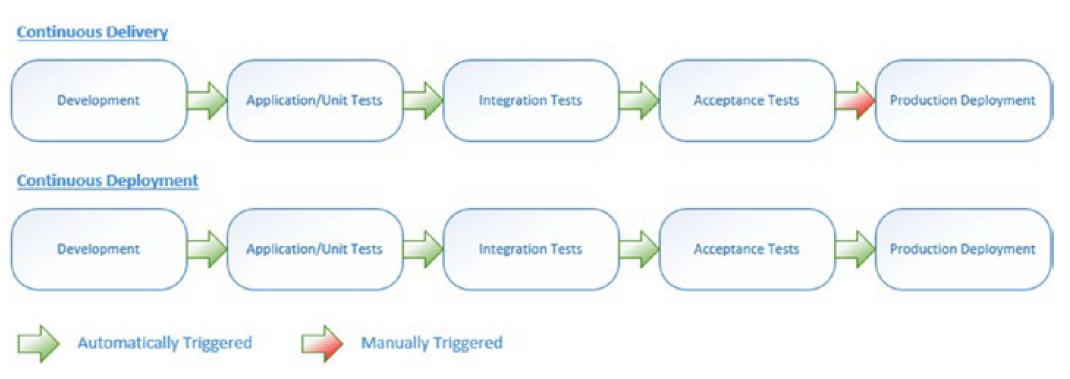 Continuous Delivery
Development
Application/Unit Tests
Integration Tests
Acceptance Tests
Production Deployment
Continuous Deployment
Development
Application/Unit Tests
Integration Tests
Acceptance Tests
Production Deployment
Automatically Triggered
Manually Triggered